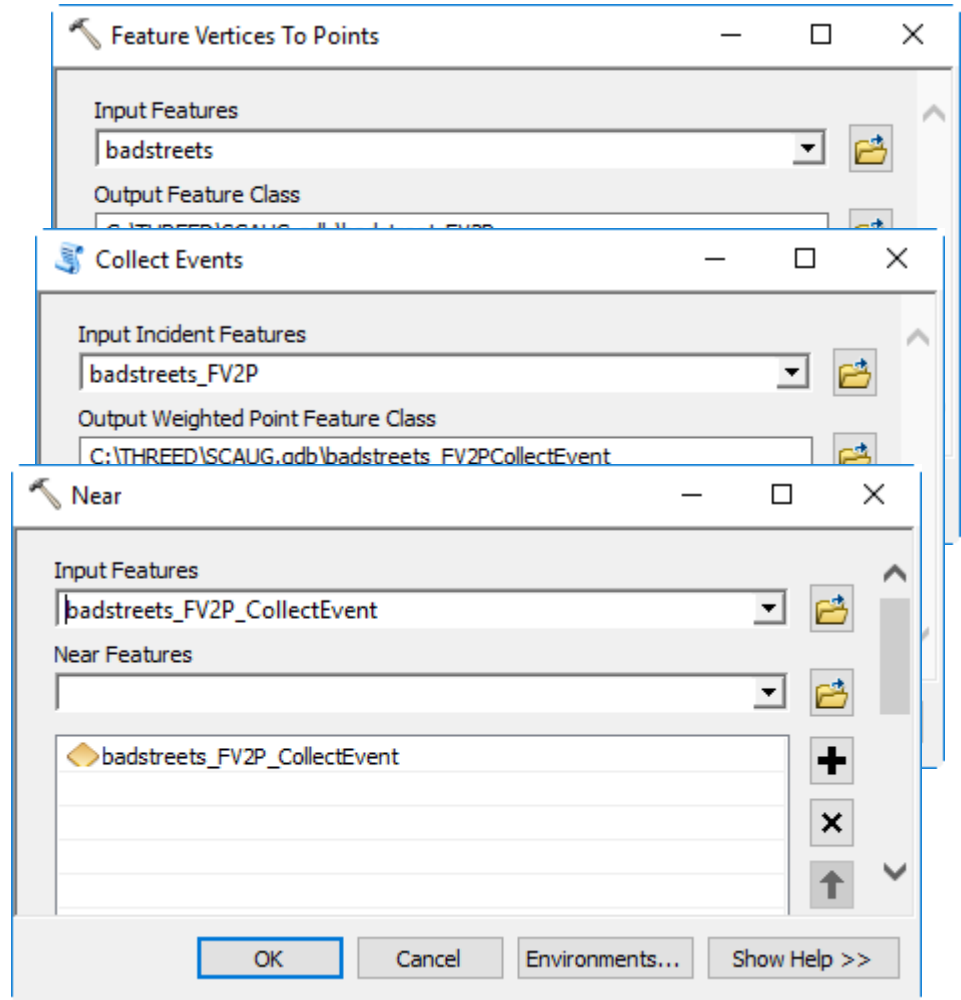 Feature Vertices To Points
Input Features
badstreets
Output Feature Class
Collect Events
Input Incident Features
badstreets_FV2P
Output Weighted Point Feature Class
C:\THREED\SCAUG.gdb\badstreets_FV2PCollectEvent
Near
Input Features
badstreets_FV2P_CollectEvent
Near Features
badstreets_FV2P_CollectEvent
OK
Cancel
Environments...
Show Help >>